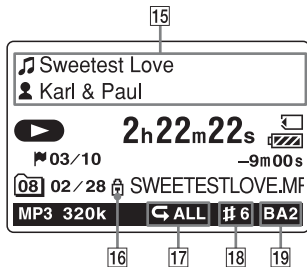 15
Sweetest Love
Karl & Paul
2h22m22s
03/10 −9m00s
08 02/28 SWEETESTLOVE.MP
MP3 320k ALL ♯6 BA2
16 17 18 19